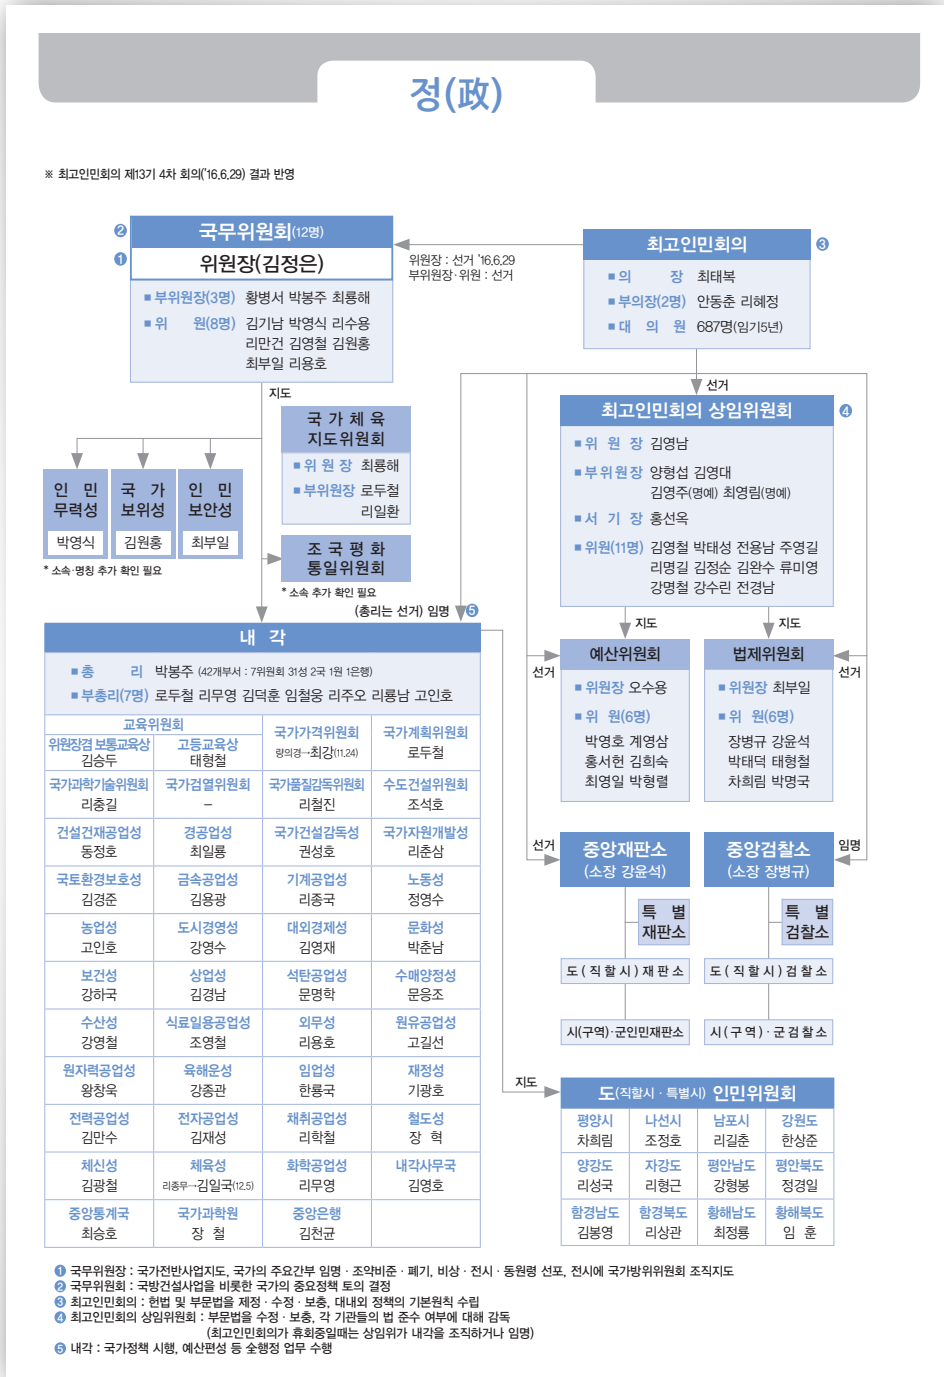 정(政)
※ 최고인민회의 제13기 4차 회의('16.6.29) 결과 반영
❷ 국무위원회(12명)
❶ 위원장(김정은)
■ 부위원장(3명) 황병서 박봉주 최룡해
■ 위 원(8명) 김기남 박영식 리수용
리만건 김영철 김원홍
최부일 리용호
위원장 : 선거 '16.6.29
부위원장·위원 : 선거
최고인민회의 ❸
■ 의 장 최태복
■ 부의장(2명) 안동춘 리혜정
■ 대 의 원 687명(임기5년)
지도
국 가 체 육
지도위원회
■ 위 원 장 최룡해
■ 부위원장 로두철
리일환
인 민
무력성
박영식
국 가
보위성
김원홍
인 민
보안성
최부일
* 소속·명칭 추가 확인 필요
조 국 평 화
통일위원회
* 소속 추가 확인 필요
선거
최고인민회의 상임위원회 ❹
■ 위 원 장 김영남
■ 부위원장 양형섭 김영대
김영주(명예) 최영림(명예)
■ 서 기 장 홍선옥
■ 위원(11명) 김영철 박태성 전용남 주영길
리명길 김정순 김완수 류미영
강명철 강수린 전경남
(총리는 선거) 임명 ❺
내 각
■ 총 리 박봉주 (42개부서 : 7위원회 31성 2국 1원 1은행)
■ 부총리(7명) 로두철 리무영 김덕훈 임철웅 리주오 리룡남 고인호
교육위원회
위원장겸 보통교육상 고등교육상
김승두 태형철
국가가격위원회 국가계획위원회
량의경→최강(11.24) 로두철
국가과학기술위원회 국가검열위원회 국가품질감독위원회 수도건설위원회
리충길 – 리철진 조석호
건설건재공업성 경공업성 국가건설감독성 국가자원개발성
동정호 최일룡 권성호 리춘삼
국토환경보호성 금속공업성 기계공업성 노동성
김경준 김용광 리종국 정영수
농업성 도시경영성 대외경제성 문화성
고인호 강영수 김영재 박춘남
보건성 상업성 석탄공업성 수매양정성
강하국 김경남 문명학 문응조
수산성 식료일용공업성 외무성 원유공업성
강영철 조영철 리용호 고길선
원자력공업성 육해운성 임업성 재정성
왕창욱 강종관 한룡국 기광호
전력공업성 전자공업성 채취공업성 철도성
김만수 김재성 리학철 장 혁
체신성 체육성 화학공업성 내각사무국
김광철 리종무→김일국(12.5) 리무영 김영호
중앙통계국 국가과학원 중앙은행
최승호 장 철 김천균
지도
지도
선거
예산위원회
■ 위원장 오수용
■ 위 원(6명)
박영호 계영삼
홍서헌 김희숙
최영일 박형렬
선거
법제위원회
■ 위원장 최부일
■ 위 원(6명)
장병규 강윤석
박태덕 태형철
차희림 박명국
선거
중앙재판소
(소장 강윤석)
특 별
재판소
도(직할시)재판소
시(구역)·군인민재판소
임명
중앙검찰소
(소장 장병규)
특 별
검찰소
도(직할시)검찰소
시(구역)·군검찰소
지도
도(직할시·특별시) 인민위원회
평양시 나선시 남포시 강원도
차희림 조정호 리길춘 한상준
양강도 자강도 평안남도 평안북도
리성국 리형근 강형봉 정경일
함경남도 함경북도 황해남도 황해북도
김봉영 리상관 최정룡 임 훈
❶ 국무위원장 : 국가전반사업지도, 국가의 주요간부 임명 · 조약비준 · 폐기, 비상 · 전시 · 동원령 선포, 전시에 국가방위위원회 조직지도
❷ 국무위원회 : 국방건설사업을 비롯한 국가의 중요정책 토의 결정
❸ 최고인민회의 : 헌법 및 부문법을 제정 · 수정 · 보충, 대내외 정책의 기본원칙 수립
❹ 최고인민회의 상임위원회 : 부문법을 수정 · 보충, 각 기관들의 법 준수 여부에 대해 감독
(최고인민회의가 휴회중일때는 상임위가 내각을 조직하거나 임명)
❺ 내각 : 국가정책 시행, 예산편성 등 全행정 업무 수행